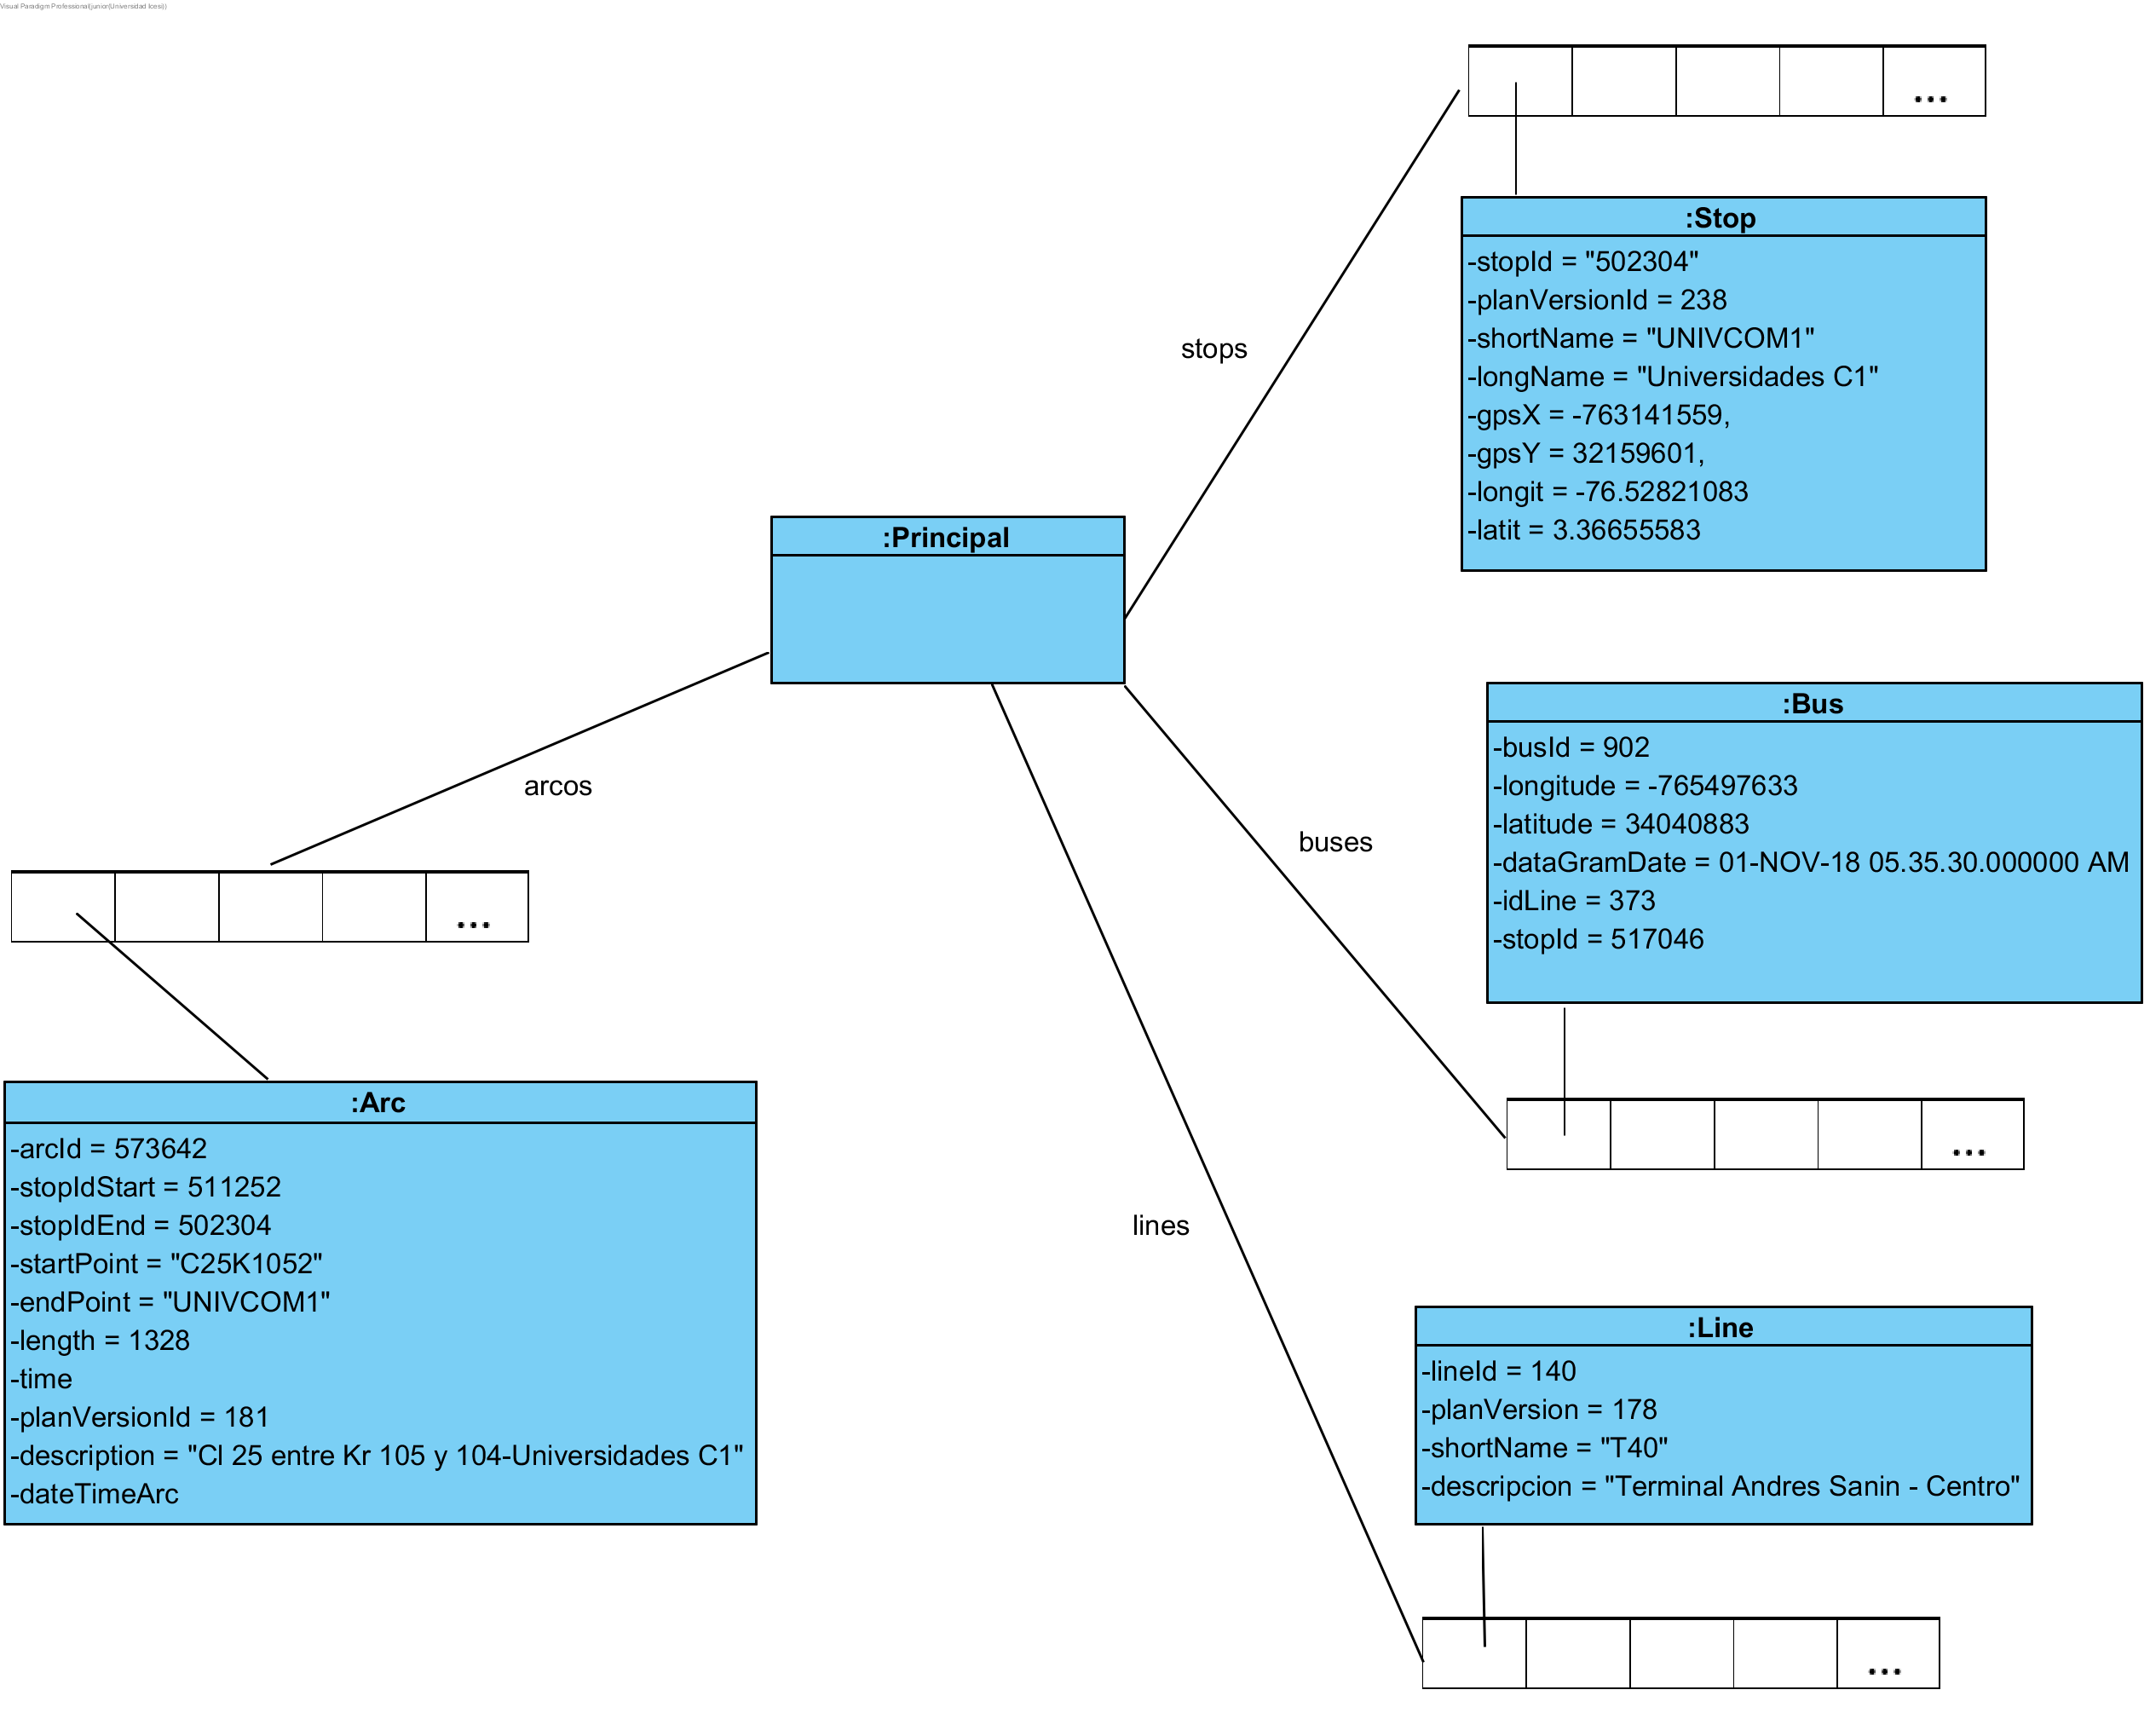 Visual Paradigm Professional(junior(Universidad Icesi))
...
:Stop
-stopId = "502304"
-planVersionId = 238
-shortName = "UNIVCOM1"
-longName = "Universidades C1"
-gpsX = -763141559,
-gpsY = 32159601,
-longit = -76.52821083
-latit = 3.36655583
stops
:Principal
:Bus
-busId = 902
-longitude = -765497633
-latitude = 34040883
-dataGramDate = 01-NOV-18 05.35.30.000000 AM
-idLine = 373
-stopId = 517046
arcos
buses
...
...
:Arc
-arcId = 573642
-stopIdStart = 511252
-stopIdEnd = 502304
-startPoint = "C25K1052"
-endPoint = "UNIVCOM1"
-length = 1328
-time
-planVersionId = 181
-description = "Cl 25 entre Kr 105 y 104-Universidades C1"
-dateTimeArc
lines
:Line
-lineId = 140
-planVersion = 178
-shortName = "T40"
-descripcion = "Terminal Andres Sanin - Centro"
...